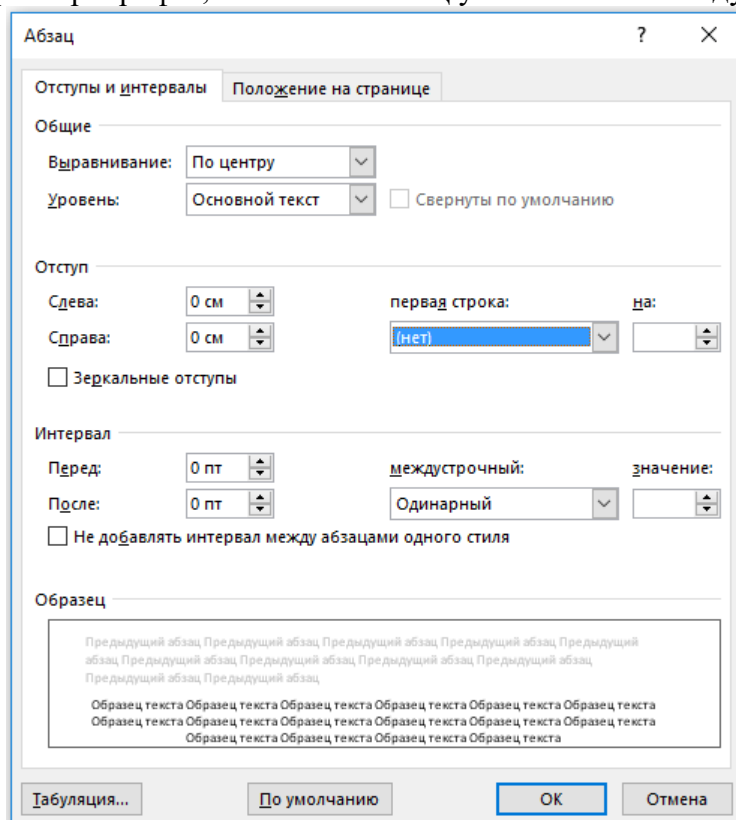 Абзац ?
Отступы и интервалы Положение на странице
Общие
Выравнивание: По центру
Уровень: Основной текст Свернуты по умолчанию
Отступ
Слева: 0 см первая строка: на:
Справа: 0 см (нет)
Зеркальные отступы
Интервал
Перед: 0 пт междустрочный: значение:
После: 0 пт Одинарный
Не добавлять интервал между абзацами одного стиля
Образец
Предыдущий абзац Предыдущий абзац Предыдущий абзац Предыдущий абзац Предыдущий
абзац Предыдущий абзац Предыдущий абзац Предыдущий абзац Предыдущий абзац
Предыдущий абзац Предыдущий абзац
Образец текста Образец текста Образец текста Образец текста Образец текста Образец текста
Образец текста Образец текста Образец текста Образец текста Образец текста Образец текста
Образец текста Образец текста Образец текста Образец текста
Табуляция... По умолчанию ОК Отмена